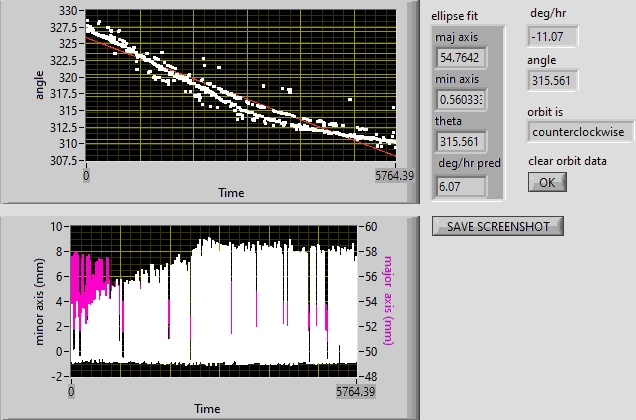 330
327.5
325
322.5
320
317.5
315
312.5
310
307.5
angle
0
5764.39
Time
ellipse fit
maj axis
54.7642
min axis
0.56033
theta
315.561
deg/hr pred
6.07
deg/hr
-11.07
angle
315.561
orbit is
counterclockwise
clear orbit data
OK
SAVE SCREENSHOT
10
8
6
4
2
0
-2
minor axis (mm)
60
58
56
54
52
50
48
major axis (mm)
0
5764.39
Time